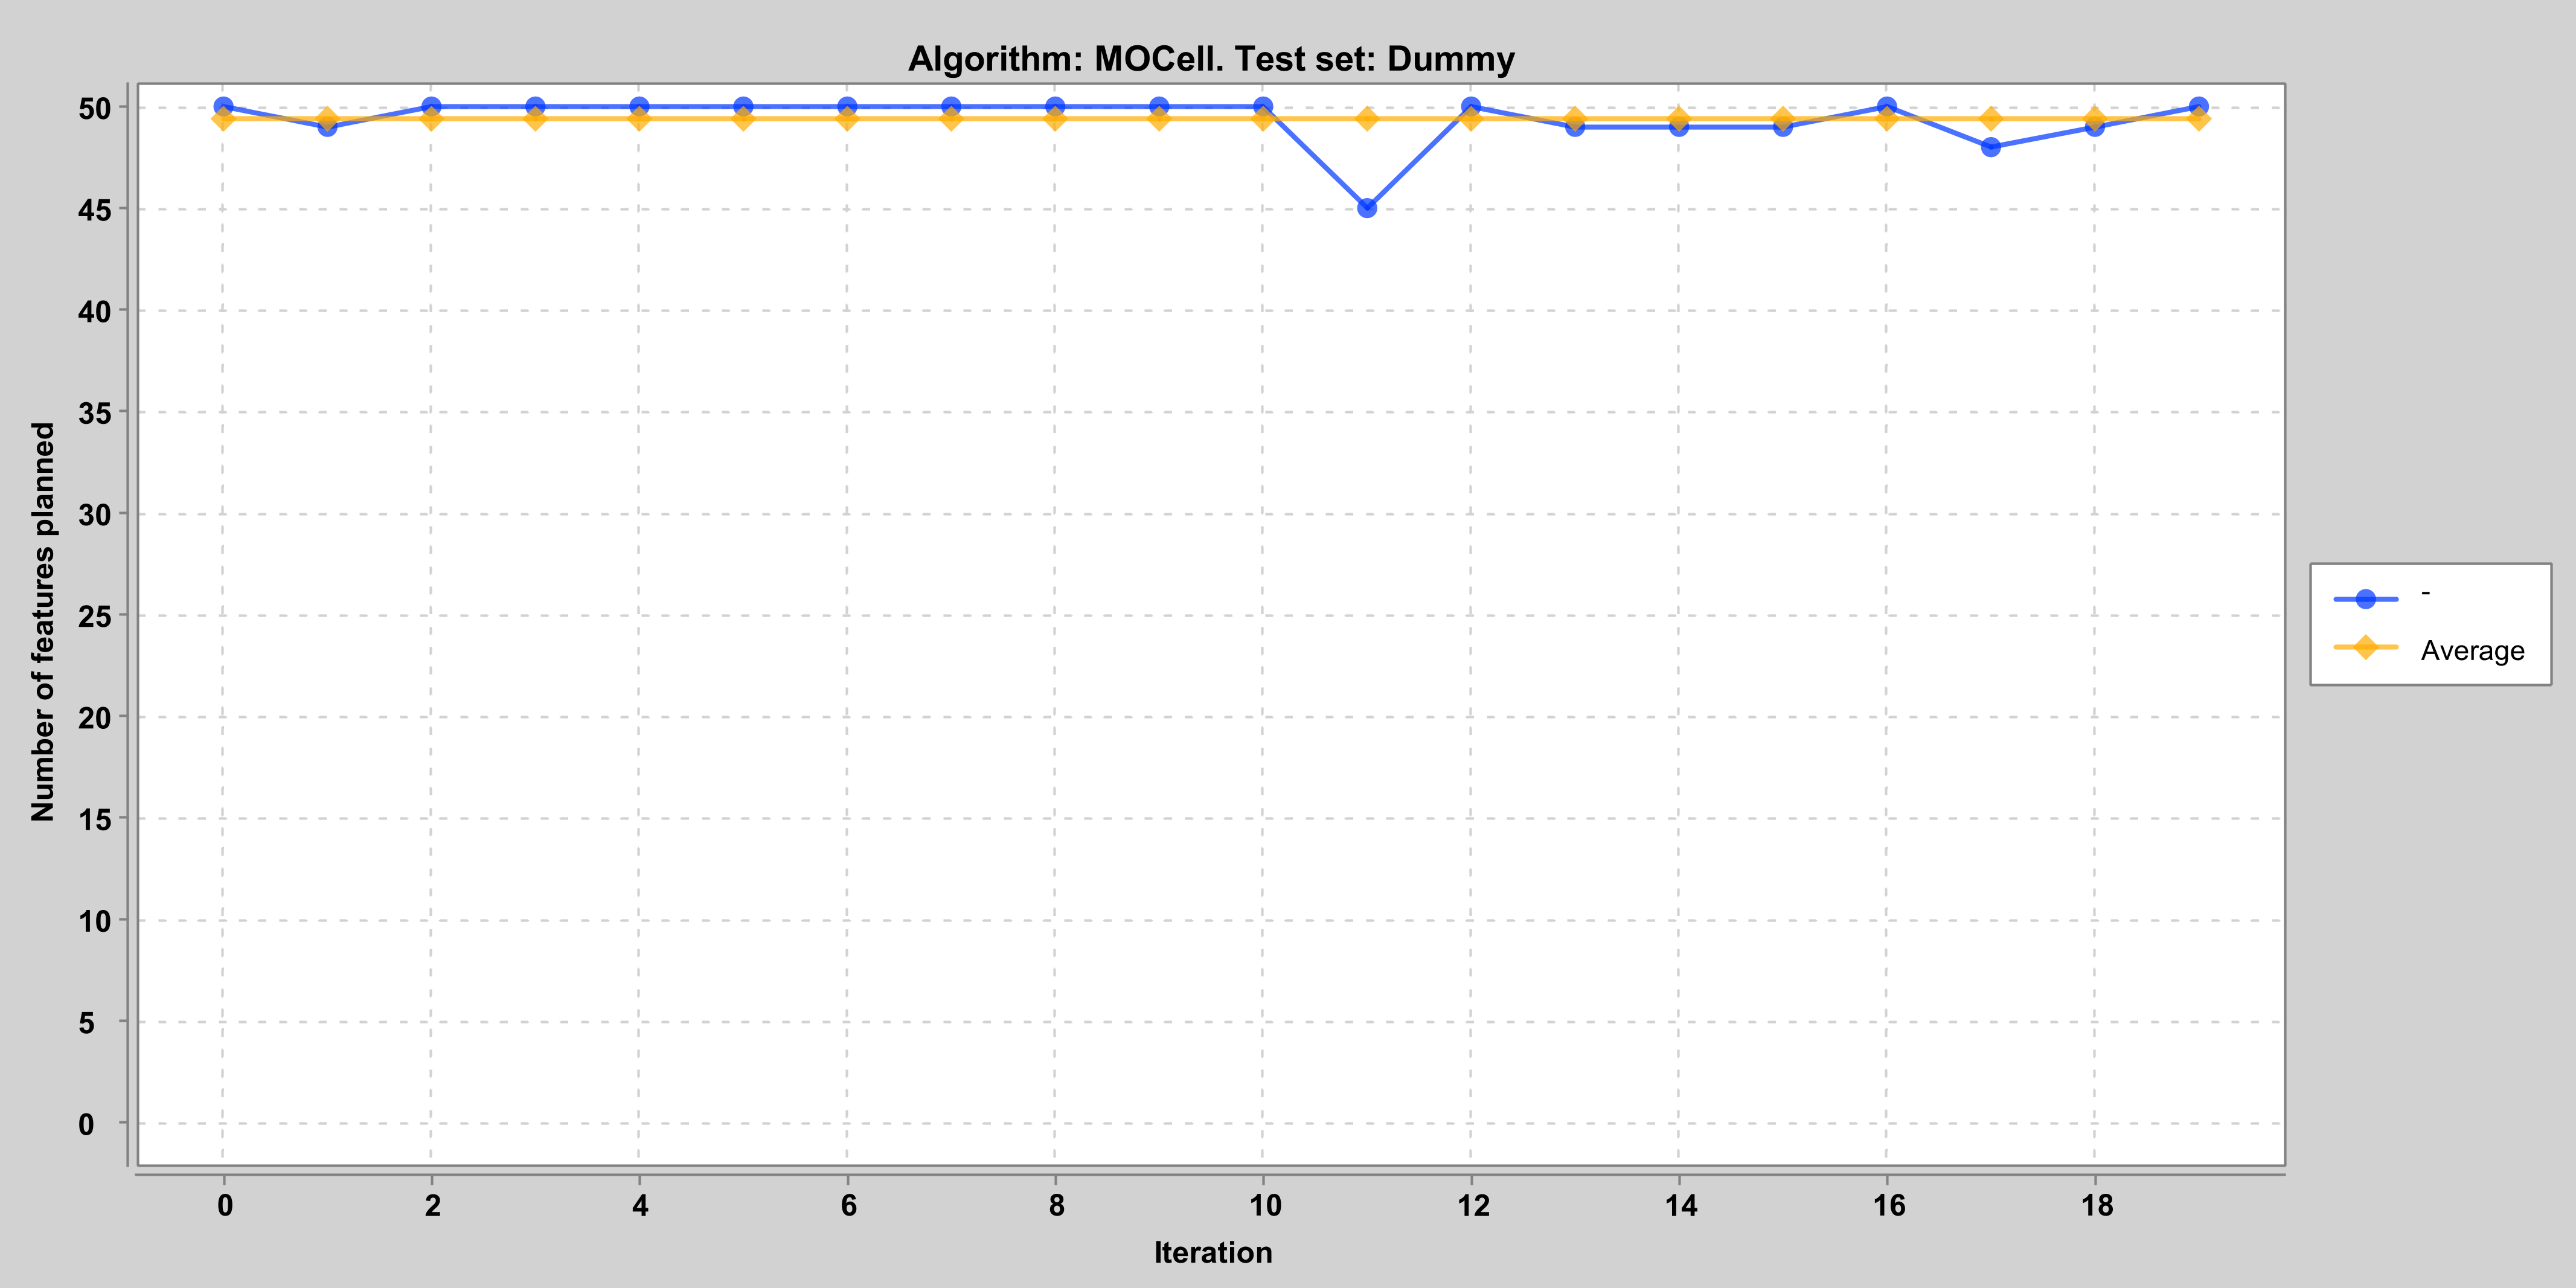 Algorithm: MOCell. Test set: Dummy
50
45
40
35
30
25
20
15
10
5
0
Number of features planned
0 2 4 6 8 10 12 14 16 18
Iteration
-
Average